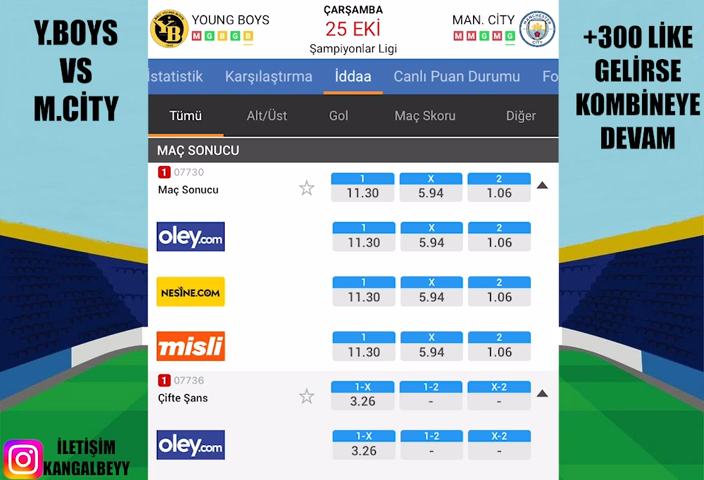 Y.BOYS
VS
M.CİTY
YOUNG BOYS
M G B G B
ÇARŞAMBA
25 EKİ
Şampiyonlar Ligi
MAN. CİTY
M M G M G
+300 LİKE
GELİRSE
KOMBİNEYE
DEVAM
İstatistik Karşılaştırma İddaa Canlı Puan Durumu Fo
Tümü Alt/Üst Gol Maç Skoru Diğer
MAÇ SONUCU
1 07730
Maç Sonucu
1 X 2
11.30 5.94 1.06
oley.com
1 X 2
11.30 5.94 1.06
NESİNE.COM
1 X 2
11.30 5.94 1.06
misli
1 X 2
11.30 5.94 1.06
1 07736
Çifte Şans
1-X 1-2 X-2
3.26 - -
oley.com
1-X 1-2 X-2
3.26 - -
İLETİŞİM
KANGALBEYY